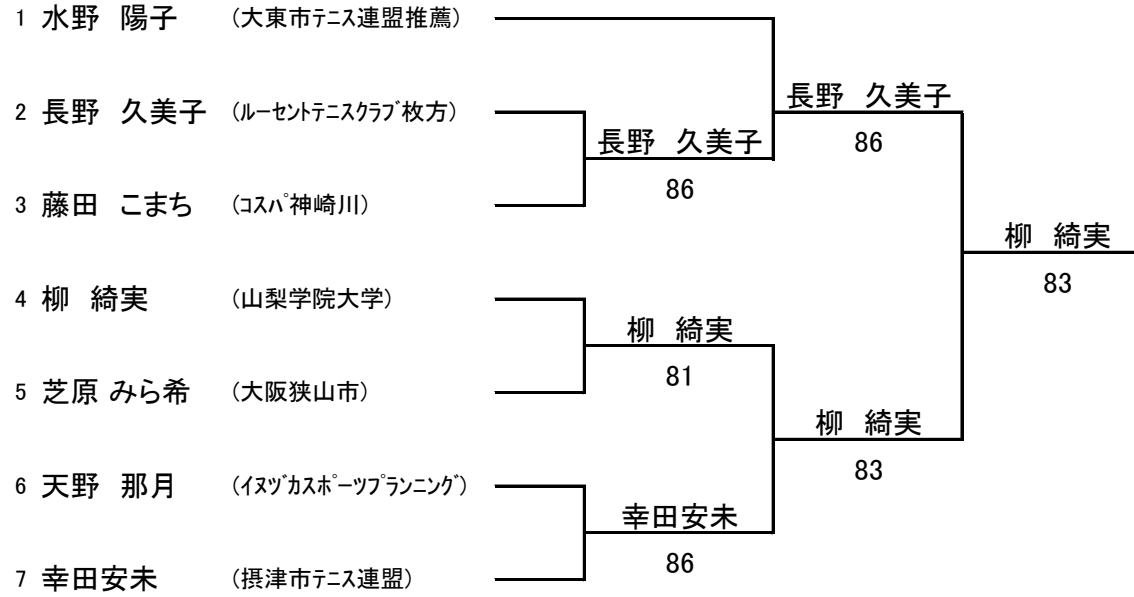 1 水野 陽子 (大東市ﾃﾆｽ連盟推薦)
2 長野 久美子 (ﾙｰｾﾝﾄﾃﾆｽｸﾗﾌﾞ枚方)
3 藤田 こまち (ｺｽﾊﾟ神崎川)
4 柳 綺実 (山梨学院大学)
5 芝原 みら希 (大阪狭山市)
6 天野 那月 (ｲﾇﾂﾞｶｽﾎﾟｰﾂﾌﾟﾗﾝﾆﾝｸﾞ)
7 幸田安未 (摂津市ﾃﾆｽ連盟)
長野 久美子
86
柳 綺実
81
幸田安未
86
長野 久美子
86
柳 綺実
83
柳 綺実
83